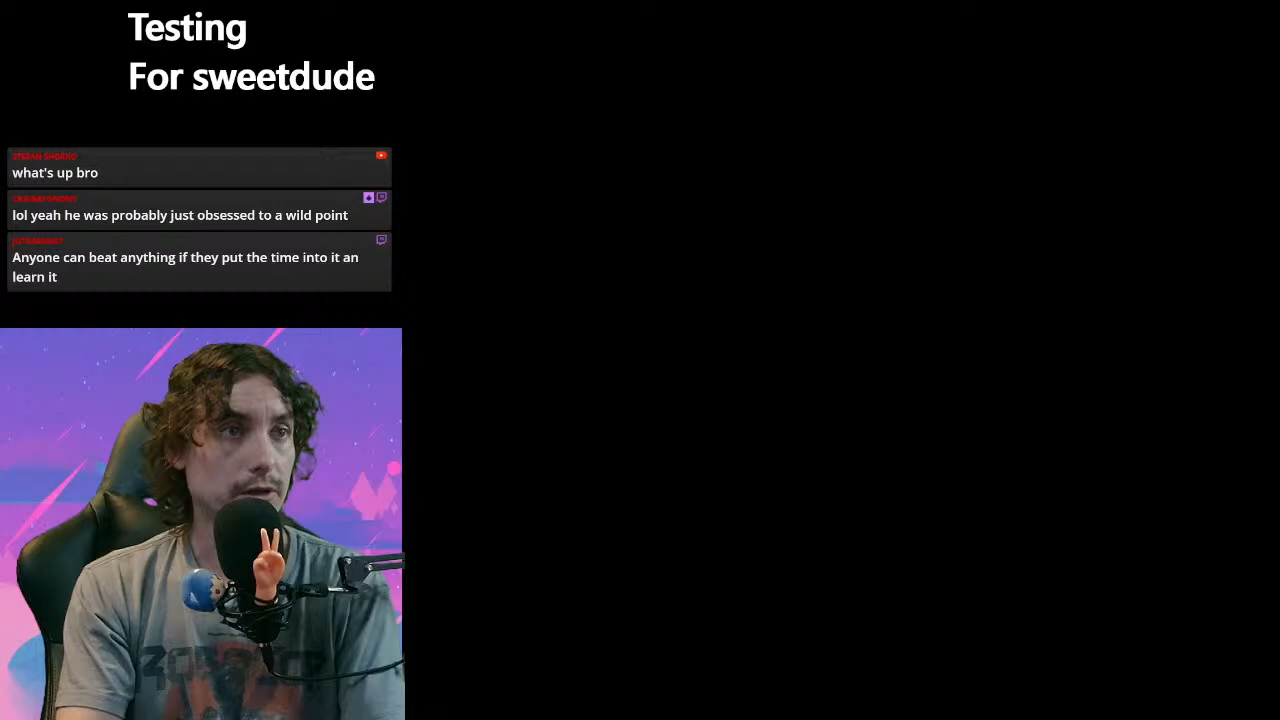 Testing
For sweetdude
what's up bro
lol yeah he was probably just obsessed to a wild point
Anyone can beat anything if they put the time into it an
learn it